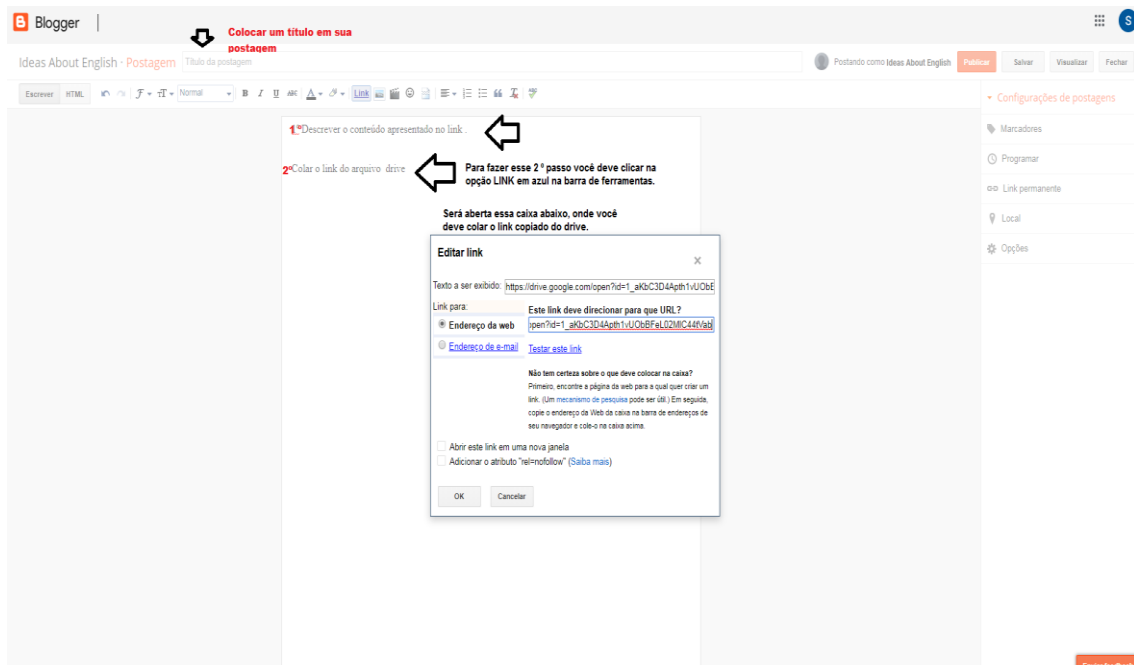 Blogger
S
Colocar um título em sua
postagem
Ideas About English · Postagem Título da postagem Postando como Ideas About English Publicar Salvar Visualizar Fechar
Escrever HTML Normal B I U ABC A Link
Configurações de postagens
Marcadores
Programar
Link permanente
Local
Opções
1.ºDescrever o conteúdo apresentado no link .
2ºColar o link do arquivo drive
Para fazer esse 2 º passo você deve clicar na
opção LINK em azul na barra de ferramentas.
Será aberta essa caixa abaixo, onde você
deve colar o link copiado do drive.
Editar link
Texto a ser exibido: https://drive.google.com/open?id=1_aKbC3D4Apth1vUObE
Link para:
Este link deve direcionar para que URL?
Endereço da web
open?id=1_aKbC3D4Apth1vUObBFeL02MlC44tVab
Endereço de e-mail
Testar este link
Não tem certeza sobre o que deve colocar na caixa?
Primeiro, encontre a página da web para a qual quer criar um
link. (Um mecanismo de pesquisa pode ser útil.) Em seguida,
copie o endereço da Web da caixa na barra de endereços de
seu navegador e cole-o na caixa acima.
Abrir este link em uma nova janela
Adicionar o atributo "rel=nofollow" (Saiba mais)
OK Cancelar